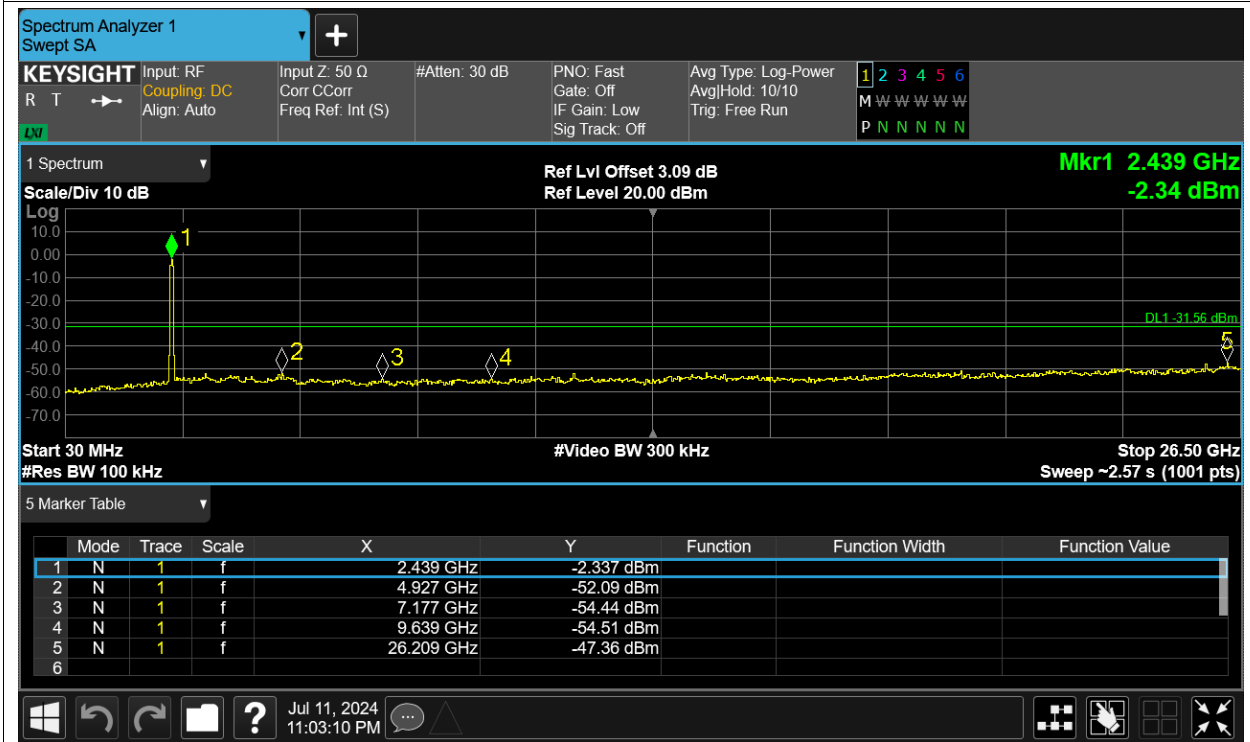 Spectrum Analyzer 1
Swept SA
KEYSIGHT Input: RF Input Z: 50 Ω #Atten: 30 dB PNO: Fast Avg Type: Log-Power 1 2 3 4 5 6
R T Coupling: DC Corr CCorr Gate: Off Avg|Hold: 10/10 M W W W W W
Align: Auto Freq Ref: Int (S) IF Gain: Low Trig: Free Run
LXI Sig Track: Off P N N N N N
1 Spectrum Ref Lvl Offset 3.09 dB Mkr1 2.439 GHz
Scale/Div 10 dB Ref Level 20.00 dBm -2.34 dBm
Log
10.0 1
0.00
-10.0
-20.0
-30.0 DL1 -31.56 dBm
-40.0 2 3 4 5
-50.0
-60.0
-70.0
Start 30 MHz #Video BW 300 kHz Stop 26.50 GHz
#Res BW 100 kHz Sweep ~2.57 s (1001 pts)
5 Marker Table
Mode Trace Scale X Y Function Function Width Function Value
1 N 1 f 2.439 GHz -2.337 dBm
2 N 1 f 4.927 GHz -52.09 dBm
3 N 1 f 7.177 GHz -54.44 dBm
4 N 1 f 9.639 GHz -54.51 dBm
5 N 1 f 26.209 GHz -47.36 dBm
6
? Jul 11, 2024
11:03:10 PM